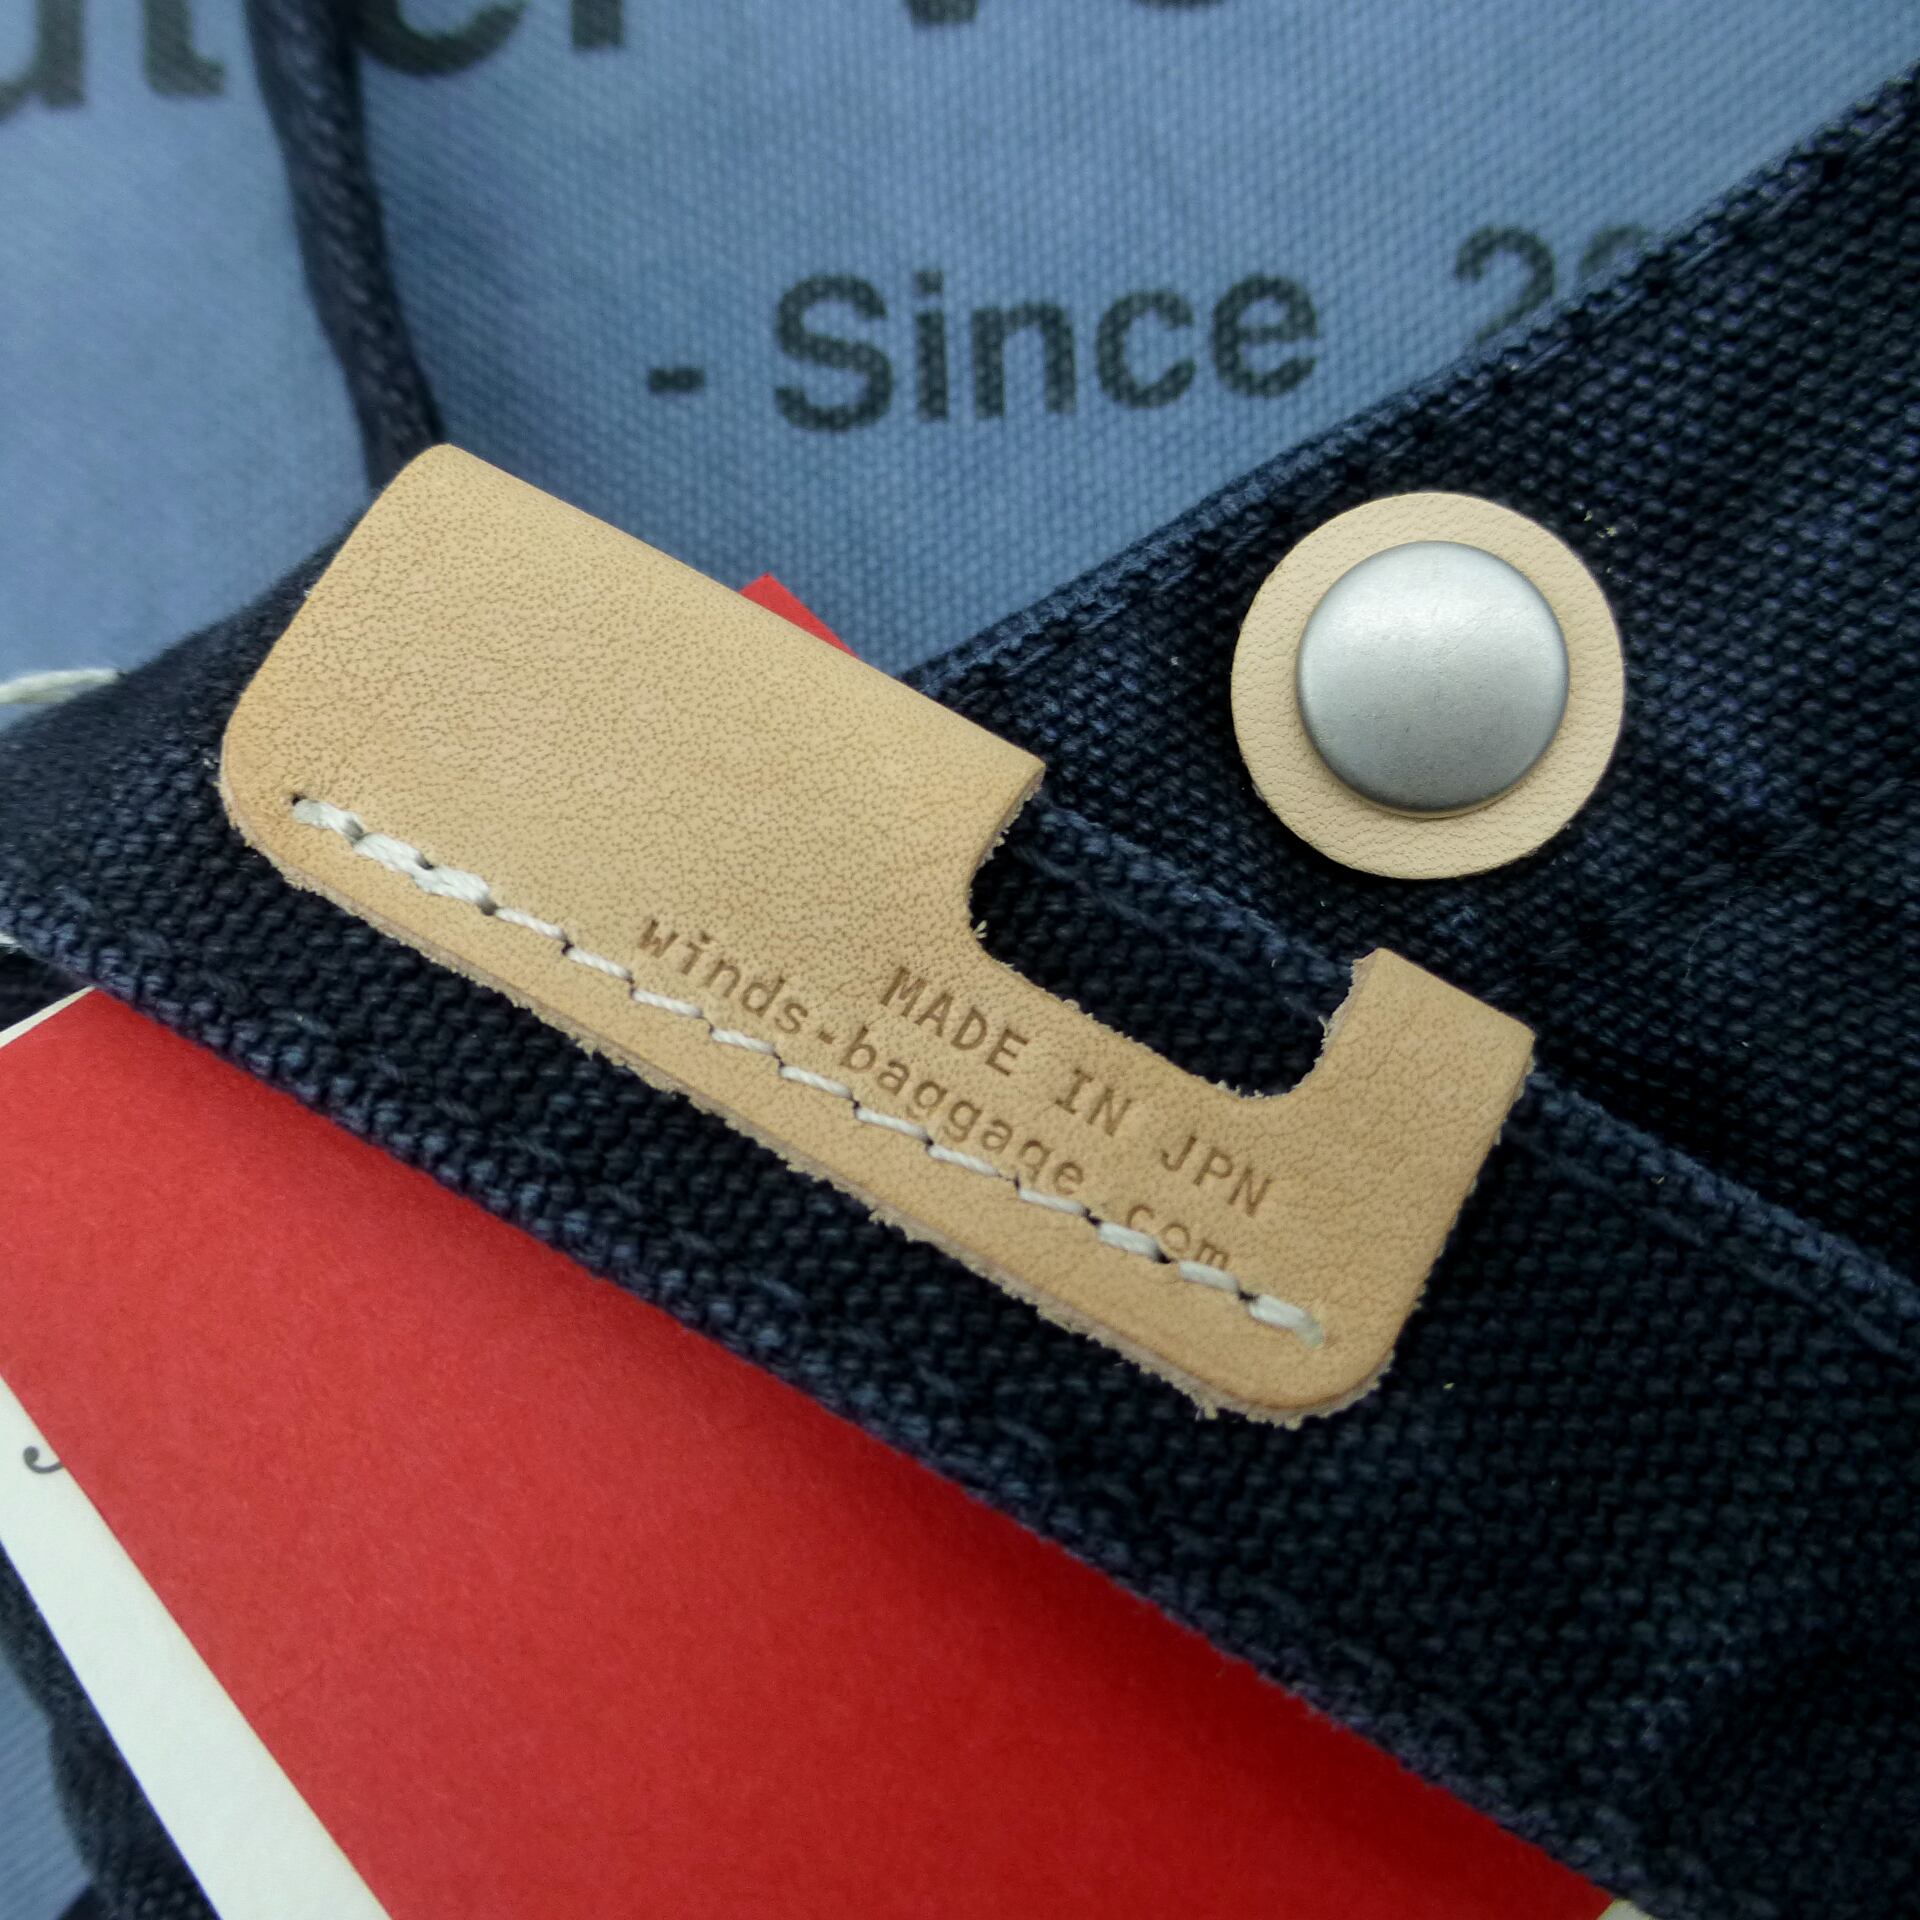 - Since
MADE IN JPN
winds-baggage.com